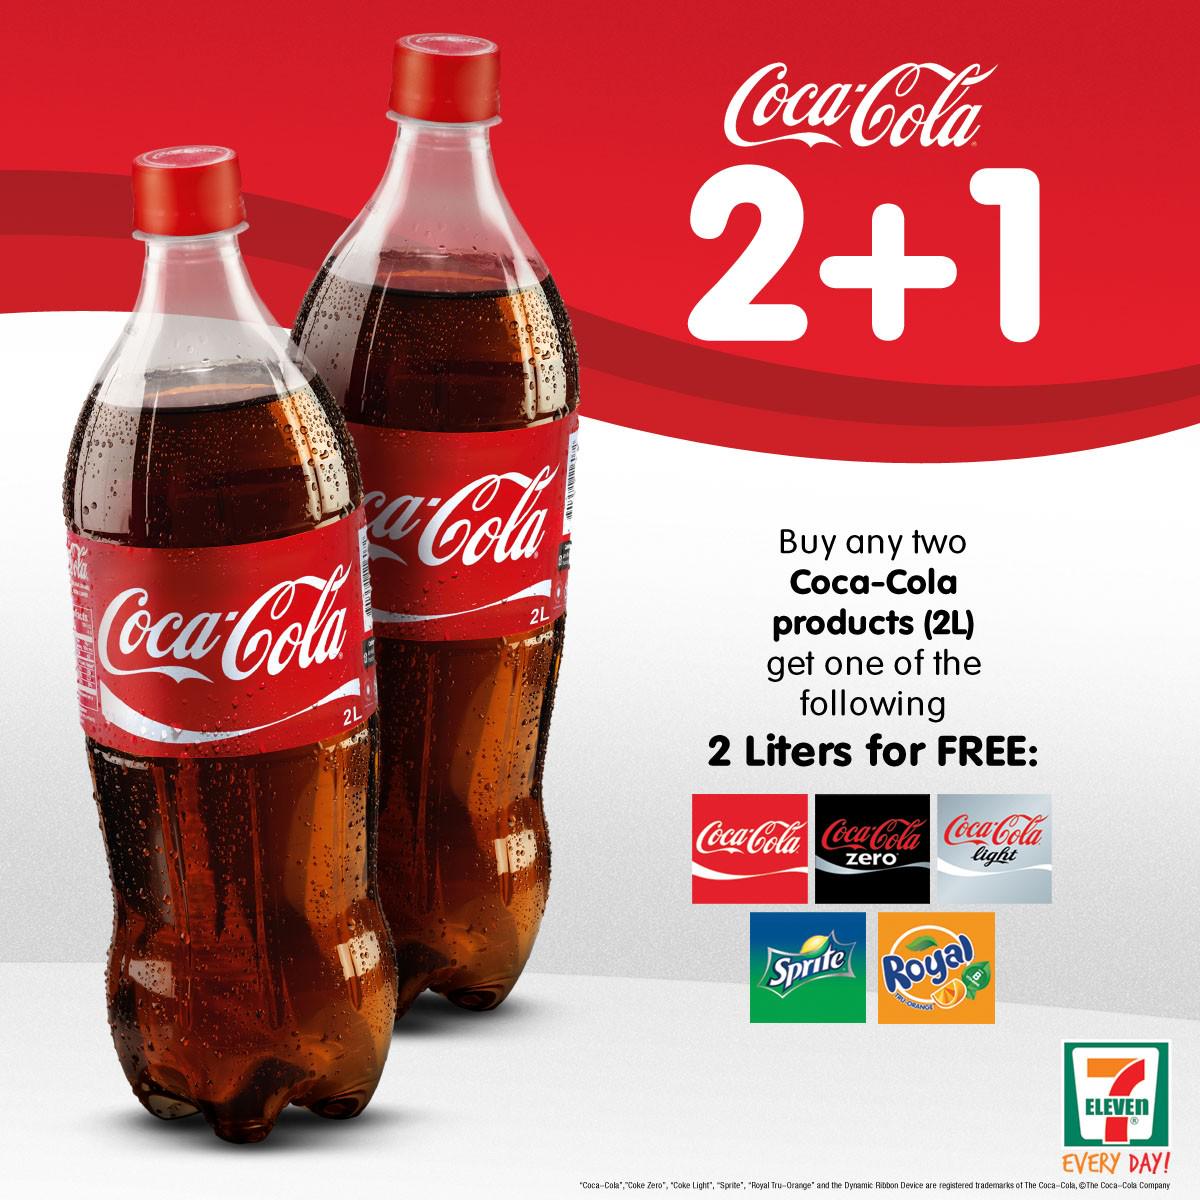 Coca-Cola
2+1
Buy any two
Coca-Cola
products (2L)
get one of the
following
2 Liters for FREE:
Coca-Cola
Coca-Cola
zero
Coca-Cola
light
Sprite
Royal
TRU-ORANGE
B
Coca-Cola
2L
ca-Cola
2L
7
ELEVEn
®
EVERY DAY!
"Coca-Cola","Coke Zero", "Coke Light", "Sprite", "Royal Tru-Orange" and the Dynamic Ribbon Device are registered trademarks of The Coca-Cola, ©The Coca-Cola Company